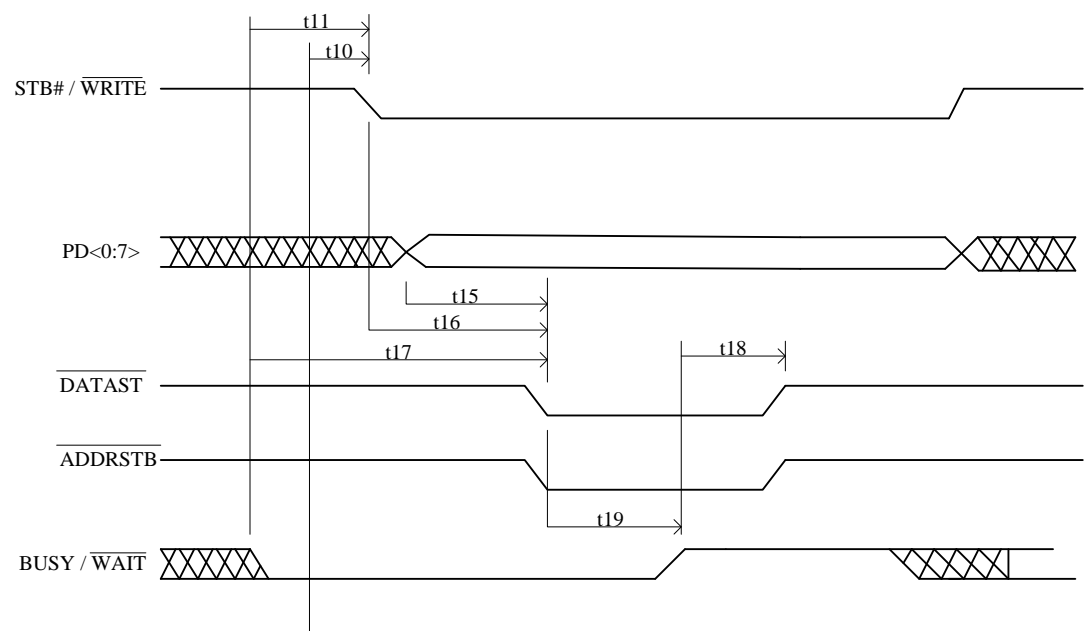 t11
t10
STB# / WRITE
PD<0:7>
t15
t16
t17
t18
DATAST
ADDRSTB
t19
BUSY / WAIT